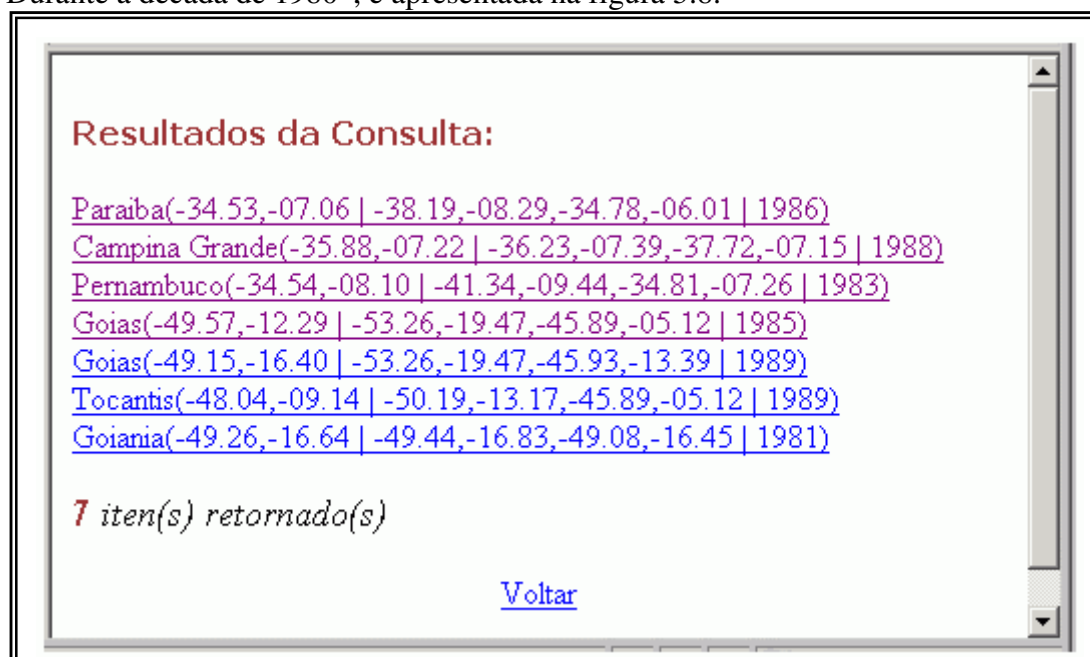 Durante a década de 1980", é apresentada na figura 5.8.
Resultados da Consulta:
Paraiba(-34.53,-07.06 | -38.19,-08.29,-34.78,-06.01 | 1986)
Campina Grande(-35.88,-07.22 | -36.23,-07.39,-37.72,-07.15 | 1988)
Pernambuco(-34.54,-08.10 | -41.34,-09.44,-34.81,-07.26 | 1983)
Goias(-49.57,-12.29 | -53.26,-19.47,-45.89,-05.12 | 1985)
Goias(-49.15,-16.40 | -53.26,-19.47,-45.93,-13.39 | 1989)
Tocantis(-48.04,-09.14 | -50.19,-13.17,-45.89,-05.12 | 1989)
Goiania(-49.26,-16.64 | -49.44,-16.83,-49.08,-16.45 | 1981)
7 iten(s) retornado(s)
Voltar